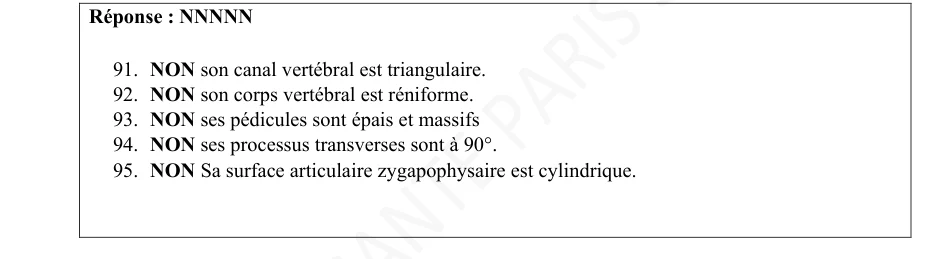 Réponse : NNNNN
91. NON son canal vertébral est triangulaire.
92. NON son corps vertébral est réniforme.
93. NON ses pédicules sont épais et massifs
94. NON ses processus transverses sont à 90°.
95. NON Sa surface articulaire zygapophysaire est cylindrique.
ANTE PARIS